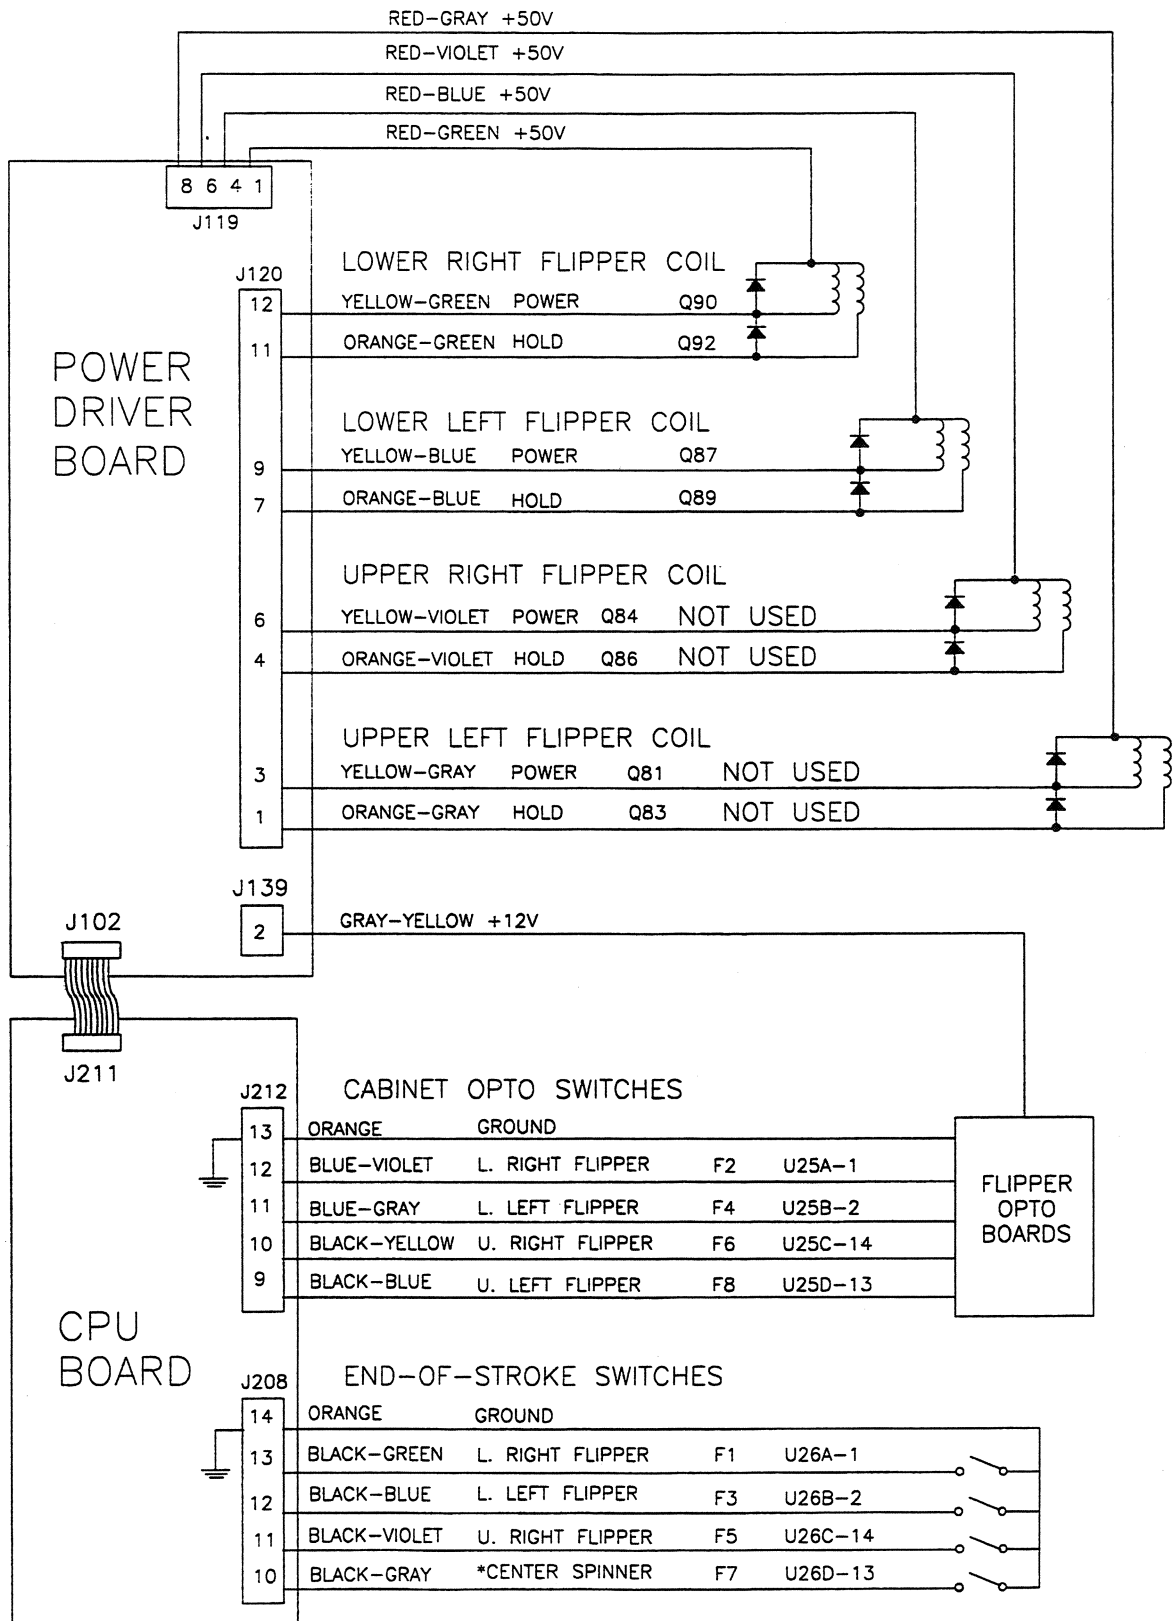 RED-GRAY +50V
RED-VIOLET +50V
RED-BLUE +50V
RED-GREEN +50V
8 6 4 1
J119
POWER
DRIVER
BOARD
J120
LOWER RIGHT FLIPPER COIL
12 YELLOW-GREEN POWER Q90
11 ORANGE-GREEN HOLD Q92
LOWER LEFT FLIPPER COIL
9 YELLOW-BLUE POWER Q87
7 ORANGE-BLUE HOLD Q89
UPPER RIGHT FLIPPER COIL
6 YELLOW-VIOLET POWER Q84 NOT USED
4 ORANGE-VIOLET HOLD Q86 NOT USED
UPPER LEFT FLIPPER COIL
3 YELLOW-GRAY POWER Q81 NOT USED
1 ORANGE-GRAY HOLD Q83 NOT USED
J139
2 GRAY-YELLOW +12V
J102
J211
CPU
BOARD
J212
CABINET OPTO SWITCHES
13 ORANGE GROUND
12 BLUE-VIOLET L. RIGHT FLIPPER F2 U25A-1
11 BLUE-GRAY L. LEFT FLIPPER F4 U25B-2
10 BLACK-YELLOW U. RIGHT FLIPPER F6 U25C-14
9 BLACK-BLUE U. LEFT FLIPPER F8 U25D-13
FLIPPER
OPTO
BOARDS
J208
END-OF-STROKE SWITCHES
14 ORANGE GROUND
13 BLACK-GREEN L. RIGHT FLIPPER F1 U26A-1
12 BLACK-BLUE L. LEFT FLIPPER F3 U26B-2
11 BLACK-VIOLET U. RIGHT FLIPPER F5 U26C-14
10 BLACK-GRAY *CENTER SPINNER F7 U26D-13